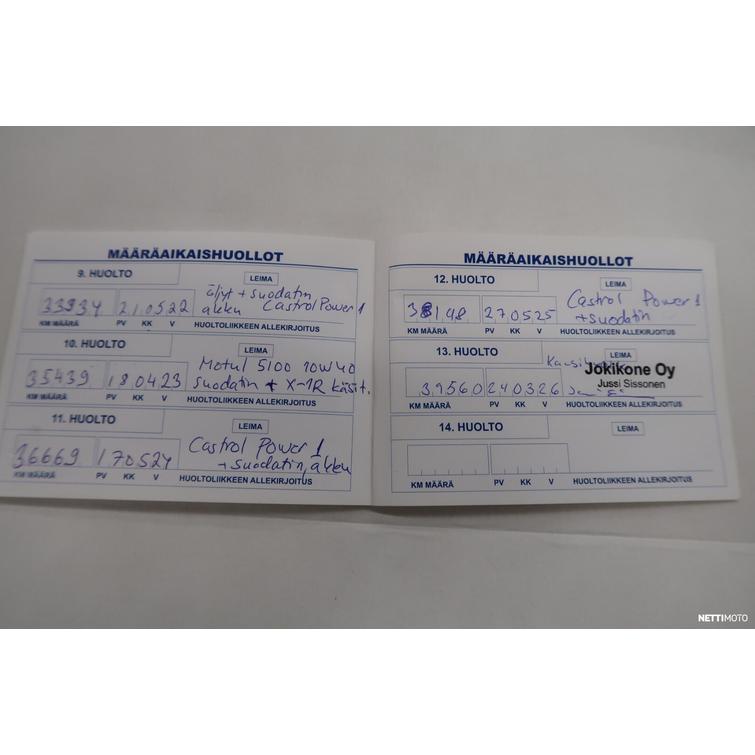 MÄÄRÄAIKAISHUOLLOT
9. HUOLTO
LEIMA
äljyt + suodatin
33934 210522 akku Castrol Power 1
KM MÄÄRÄ PV KK V HUOLTOLIIKKEEN ALLEKIRJOITUS
10. HUOLTO
LEIMA
Motul 5100 10W40
35439 180423 suodatin + X-1R käsit.
KM MÄÄRÄ PV KK V HUOLTOLIIKKEEN ALLEKIRJOITUS
11. HUOLTO
LEIMA
Castrol Power 1
36669 170524 + suodatin, akku
KM MÄÄRÄ PV KK V HUOLTOLIIKKEEN ALLEKIRJOITUS
MÄÄRÄAIKAISHUOLLOT
12. HUOLTO
LEIMA
Castrol Power 1
38198 270525 + suodatin
KM MÄÄRÄ PV KK V HUOLTOLIIKKEEN ALLEKIRJOITUS
13. HUOLTO
LEIMA
Jokikone Oy
Jussi Sissonen
39560 240326
KM MÄÄRÄ PV KK V HUOLTOLIIKKEEN ALLEKIRJOITUS
14. HUOLTO
LEIMA
KM MÄÄRÄ PV KK V HUOLTOLIIKKEEN ALLEKIRJOITUS
NETTIMOTO